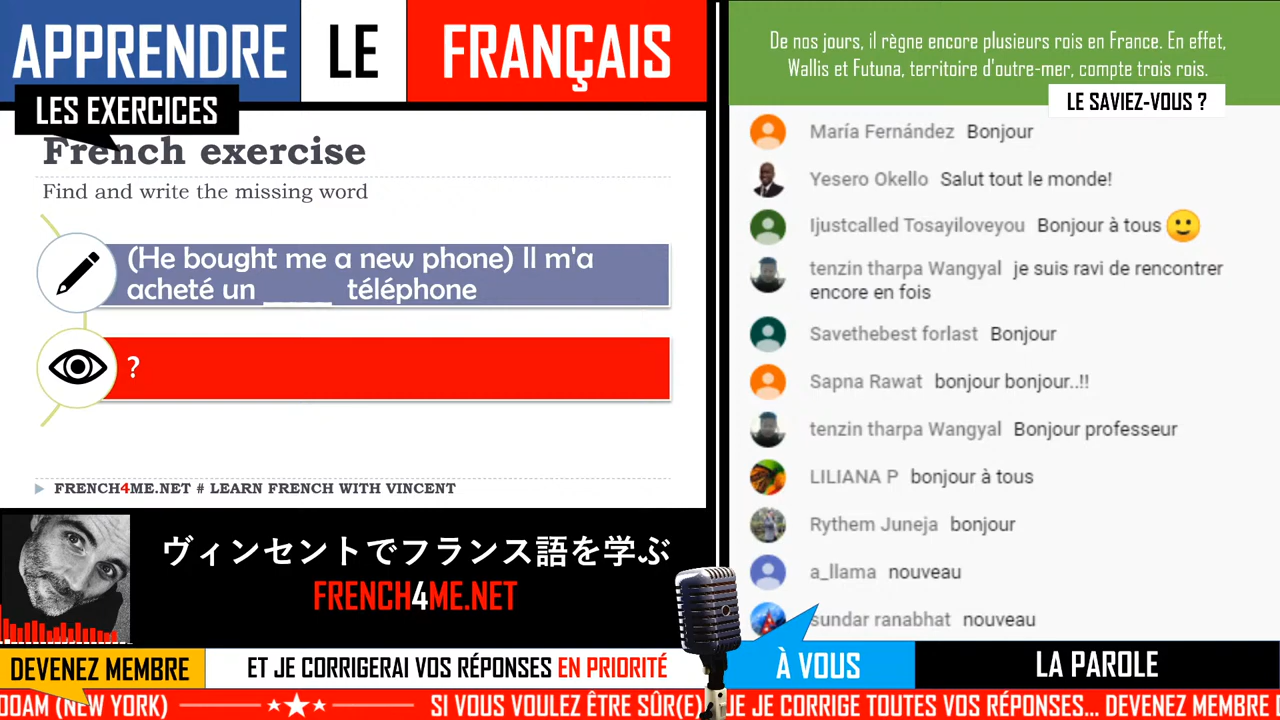 APPRENDRE LE FRANÇAIS
LES EXERCICES
French exercise
Find and write the missing word
(He bought me a new phone) Il m'a
acheté un _____ téléphone
?
FRENCH4ME.NET # LEARN FRENCH WITH VINCENT
ヴィンセントでフランス語を学ぶ
FRENCH4ME.NET
De nos jours, il règne encore plusieurs rois en France. En effet,
Wallis et Futuna, territoire d'outre-mer, compte trois rois.
LE SAVIEZ-VOUS ?
María Fernández Bonjour
Yesero Okello Salut tout le monde!
Ijustcalled Tosayiloveyou Bonjour à tous 🙂
tenzin tharpa Wangyal je suis ravi de rencontrer
encore en fois
Savethebest forlast Bonjour
Sapna Rawat bonjour bonjour..!!
tenzin tharpa Wangyal Bonjour professeur
LILIANA P bonjour à tous
Rythem Juneja bonjour
a_llama nouveau
sundar ranabhat nouveau
DEVENEZ MEMBRE ET JE CORRIGERAI VOS RÉPONSES EN PRIORITÉ
À VOUS LA PAROLE
(NEW YORK) SI VOUS VOULEZ ÊTRE SÛR(E) QUE JE CORRIGE TOUTES VOS RÉPONSES... DEVENEZ MEMBRE